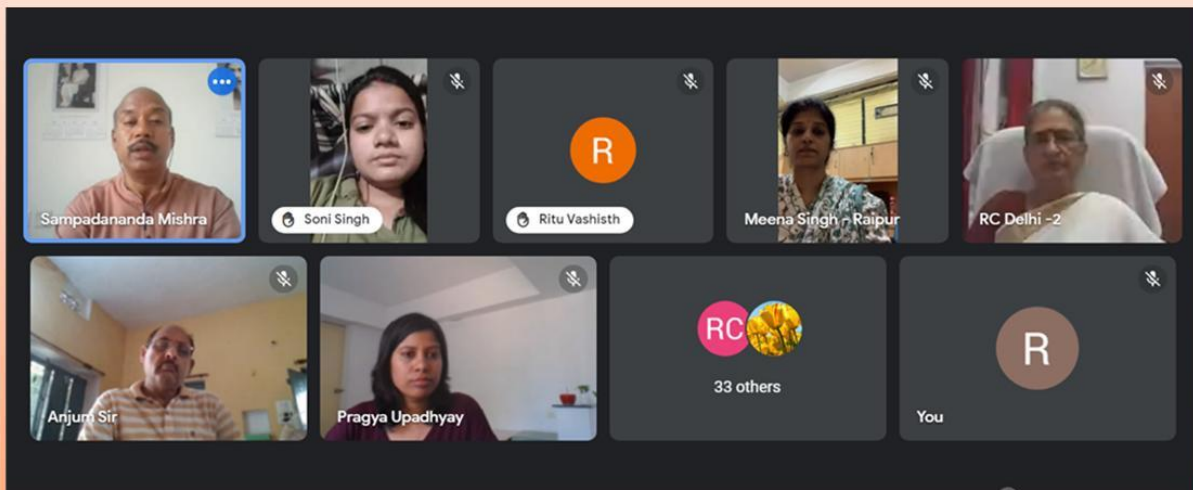 Sampadananda Mishra
Soni Singh
R
Ritu Vashisth
Meena Singh - Raipur
RC Delhi -2
Anjum Sir
Pragya Upadhyay
RC
33 others
R
You